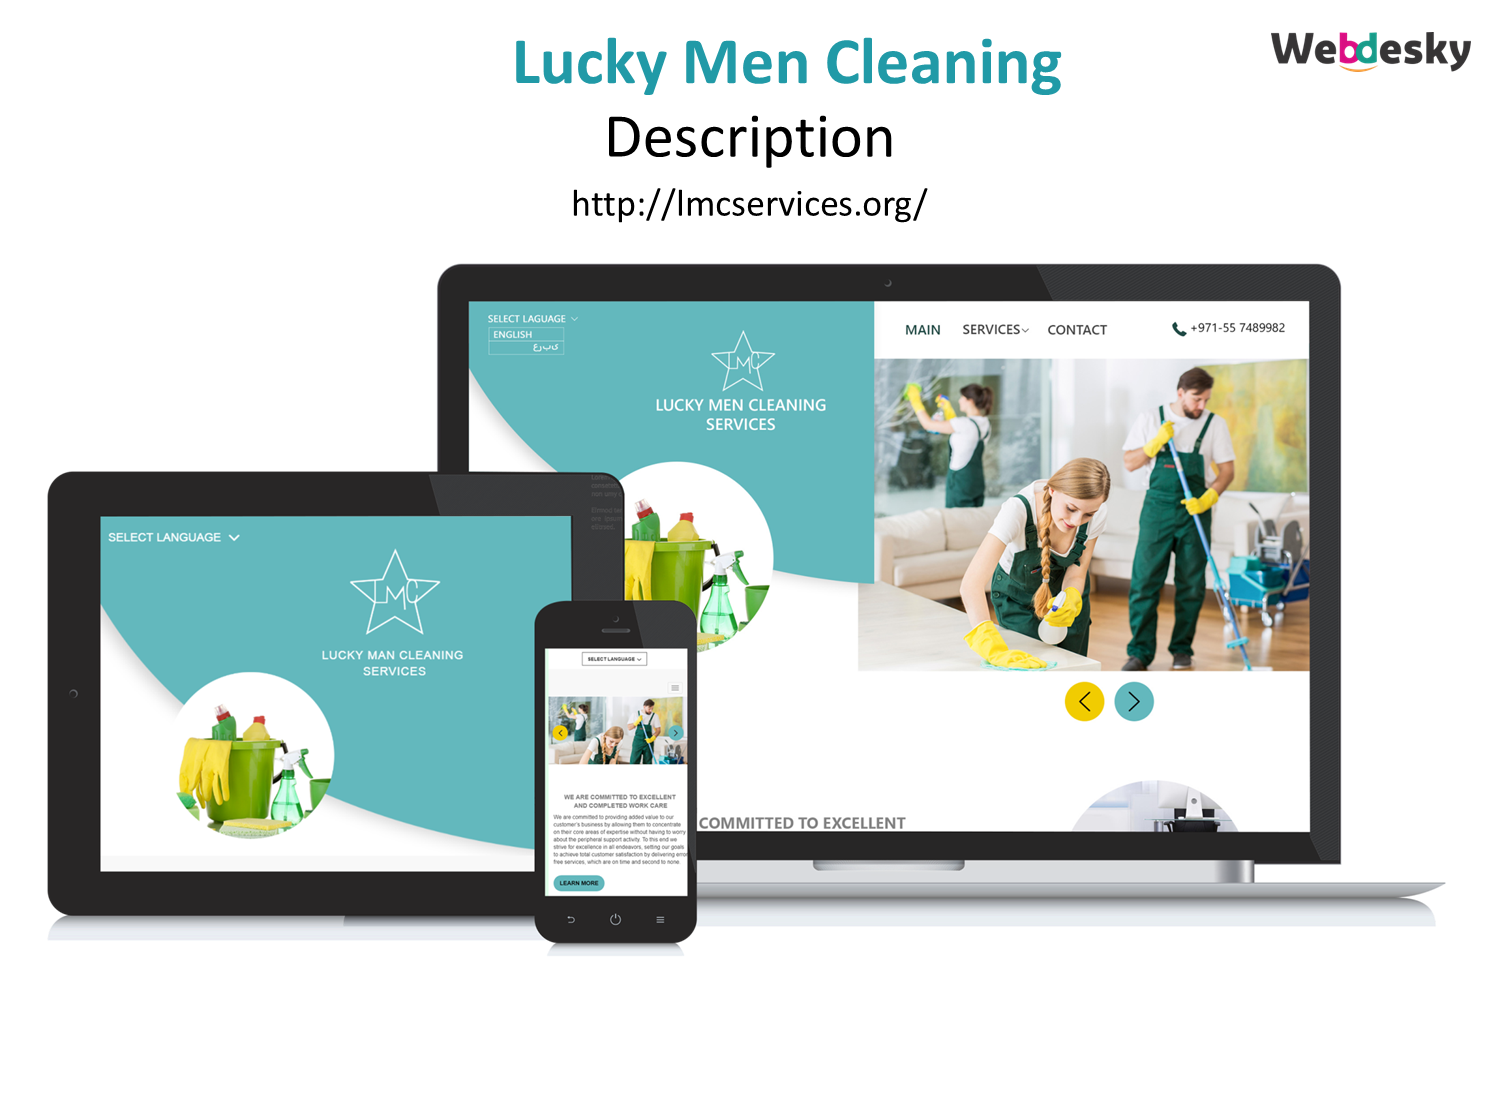 Lucky Men Cleaning
Webdesky
Description
http://lmcservices.org/
SELECT LAGUAGE
ENGLISH
عربى
LMC
LUCKY MEN CLEANING
SERVICES
MAIN SERVICES CONTACT +971-55 7489982
COMMITTED TO EXCELLENT
SELECT LANGUAGE
LMC
LUCKY MAN CLEANING
SERVICES
SELECT LANGUAGE
WE ARE COMMITTED TO EXCELLENT
AND COMPLETED WORK CARE
We are committed to providing added value to our
customer's business by allowing them to concentrate
on their core areas of expertise without having to worry
about the peripheral support activity. To this end we
strive for excellence in all endeavors, setting our goals
to achieve total customer satisfaction by delivering error
free services, which are on time and second to none.
LEARN MORE